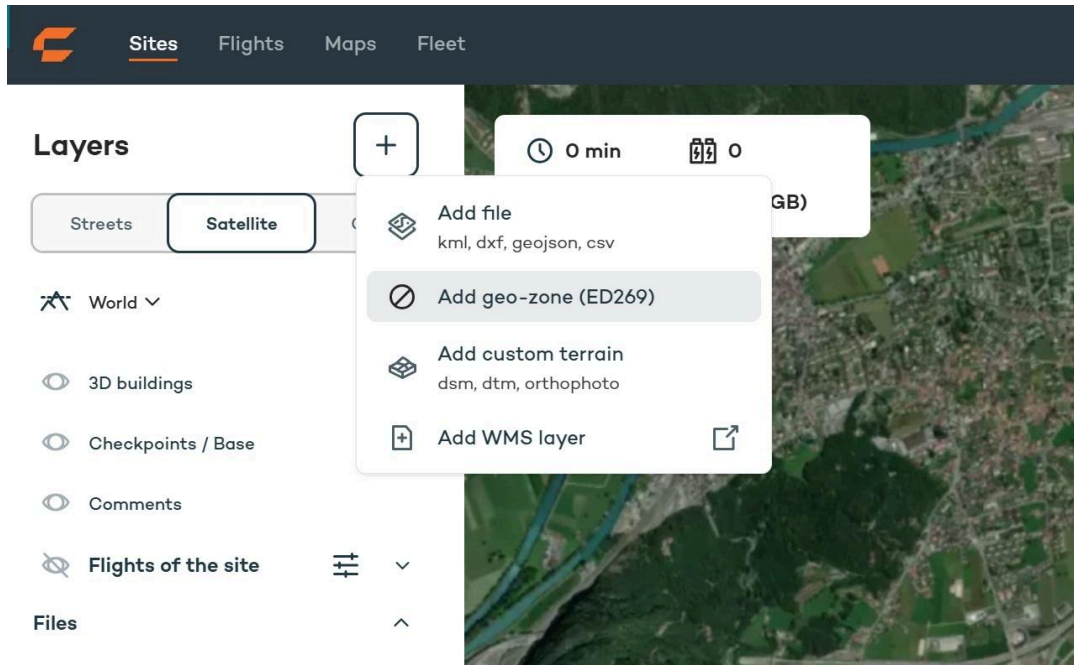 Sites Flights Maps Fleet
Layers
0 min 0
GB)
Streets Satellite
Add file
kml, dxf, geojson, csv
Add geo-zone (ED269)
Add custom terrain
dsm, dtm, orthophoto
Add WMS layer
World
3D buildings
Checkpoints / Base
Comments
Flights of the site
Files